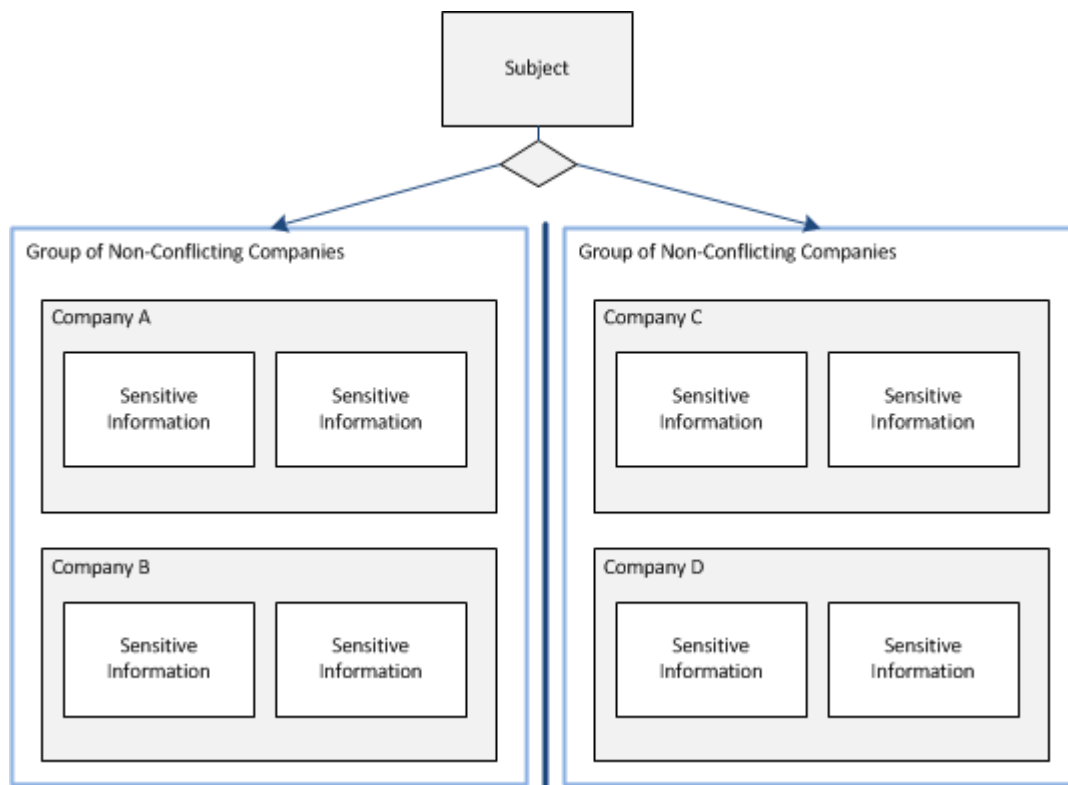 Subject
Group of Non-Conflicting Companies
Company A
Sensitive
Information
Sensitive
Information
Company B
Sensitive
Information
Sensitive
Information
Group of Non-Conflicting Companies
Company C
Sensitive
Information
Sensitive
Information
Company D
Sensitive
Information
Sensitive
Information